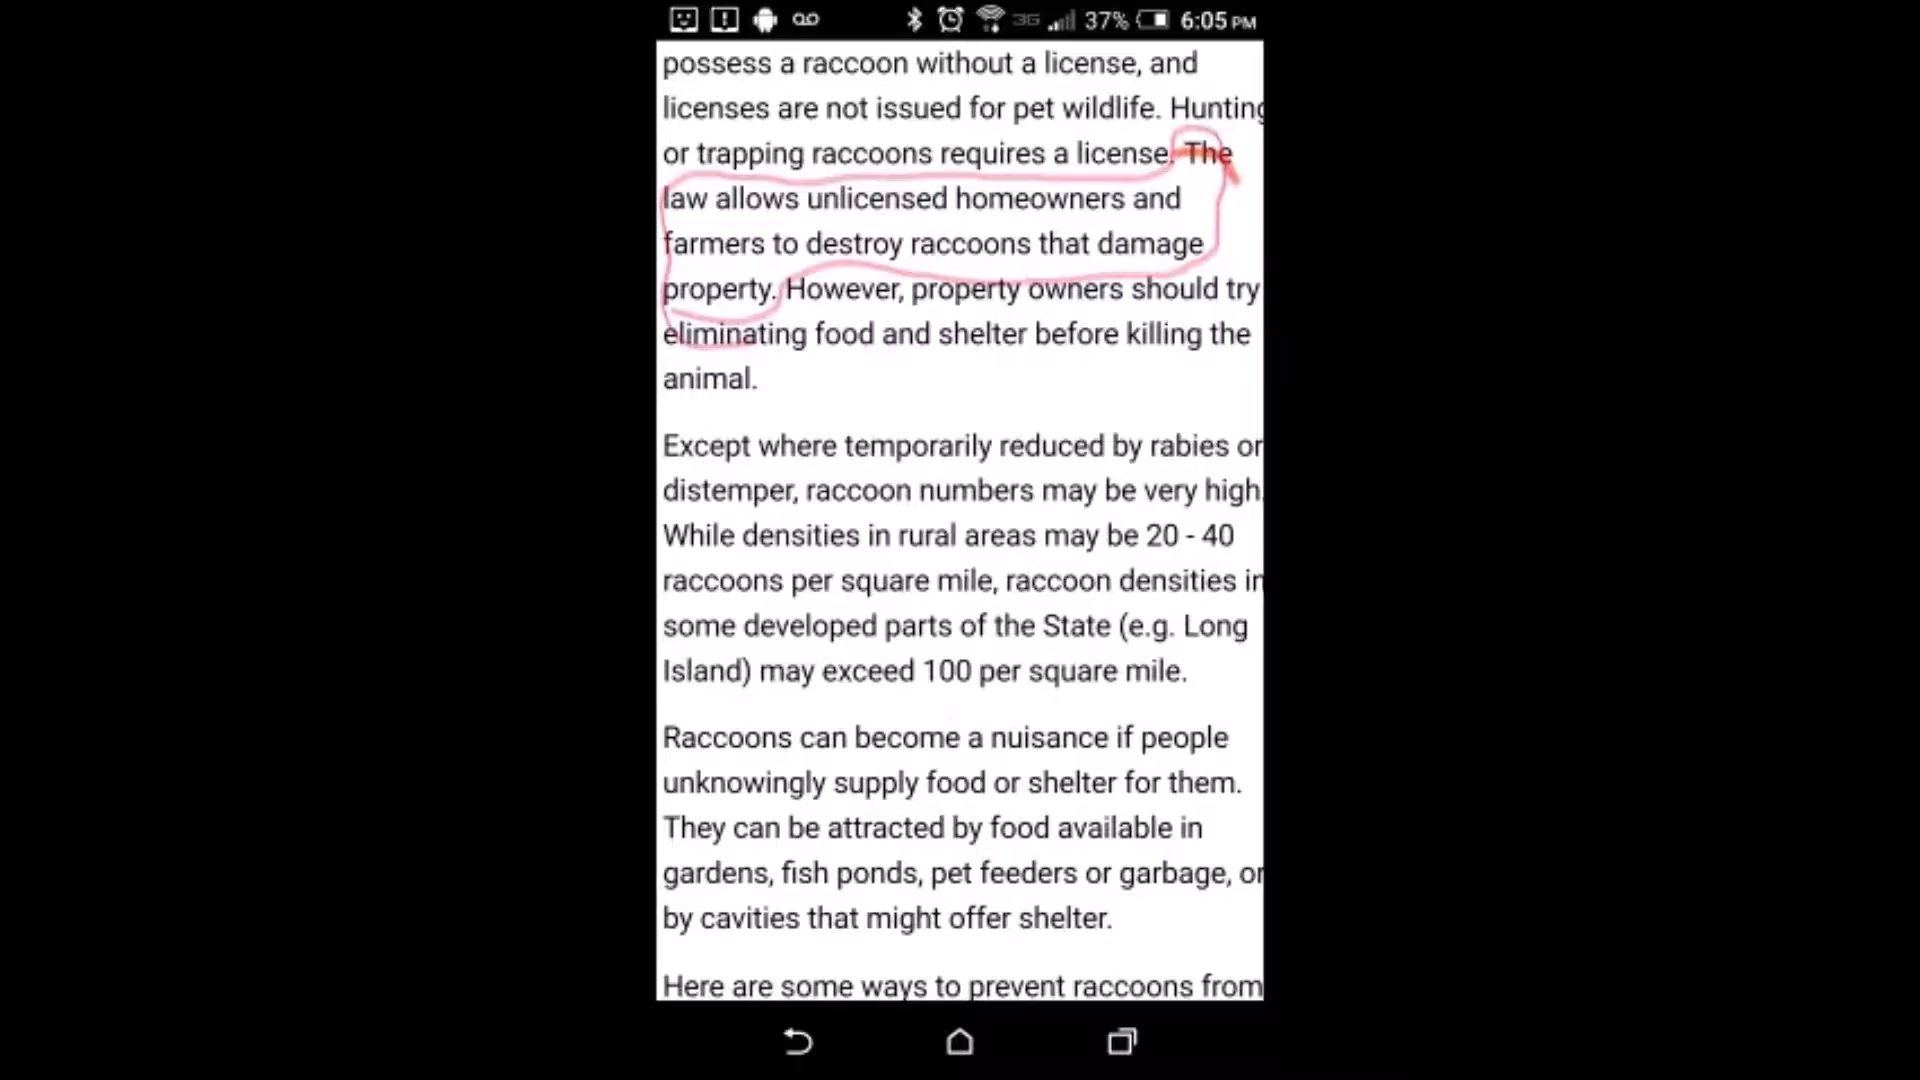 3G 37% 6:05 PM
possess a raccoon without a license, and
licenses are not issued for pet wildlife. Hunting
or trapping raccoons requires a license. The
law allows unlicensed homeowners and
farmers to destroy raccoons that damage
property. However, property owners should try
eliminating food and shelter before killing the
animal.
Except where temporarily reduced by rabies or
distemper, raccoon numbers may be very high.
While densities in rural areas may be 20 - 40
raccoons per square mile, raccoon densities in
some developed parts of the State (e.g. Long
Island) may exceed 100 per square mile.
Raccoons can become a nuisance if people
unknowingly supply food or shelter for them.
They can be attracted by food available in
gardens, fish ponds, pet feeders or garbage, or
by cavities that might offer shelter.
Here are some ways to prevent raccoons from